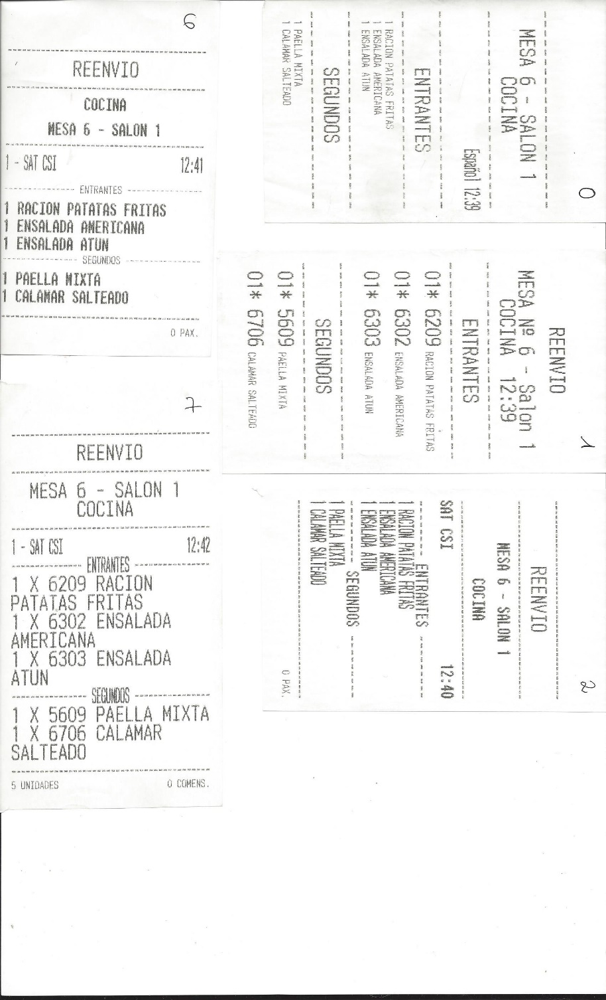 6
REENVIO
COCINA
MESA 6 - SALON 1
1 - SAT CSI 12:41
ENTRANTES
1 RACION PATATAS FRITAS
1 ENSALADA AMERICANA
1 ENSALADA ATUN
SEGUNDOS
1 PAELLA MIXTA
1 CALAMAR SALTEADO
0 PAX.
7
REENVIO
MESA 6 - SALON 1
COCINA
1 - SAT CSI 12:42
ENTRANTES
1 X 6209 RACION
PATATAS FRITAS
1 X 6302 ENSALADA
AMERICANA
1 X 6303 ENSALADA
ATUN
SEGUNDOS
1 X 5609 PAELLA MIXTA
1 X 6706 CALAMAR
SALTEADO
5 UNIDADES 0 COMENS.
0
MESA 6 - SALON 1
COCINA
Español 12:39
ENTRANTES
1 RACION PATATAS FRITAS
1 ENSALADA AMERICANA
1 ENSALADA ATUN
SEGUNDOS
1 PAELLA MIXTA
1 CALAMAR SALTEADO
1
REENVIO
MESA Nº 6 - Salon 1
COCINA 12:39
ENTRANTES
01* 6209 RACION PATATAS FRITAS
01* 6302 ENSALADA AMERICANA
01* 6303 ENSALADA ATUN
SEGUNDOS
01* 5609 PAELLA MIXTA
01* 6706 CALAMAR SALTEADO
2
REENVIO
MESA 6 - SALON 1
COCINA
SAT CSI 12:40
ENTRANTES
1 RACION PATATAS FRITAS
1 ENSALADA AMERICANA
1 ENSALADA ATUN
SEGUNDOS
1 PAELLA MIXTA
1 CALAMAR SALTEADO
0 PAX.